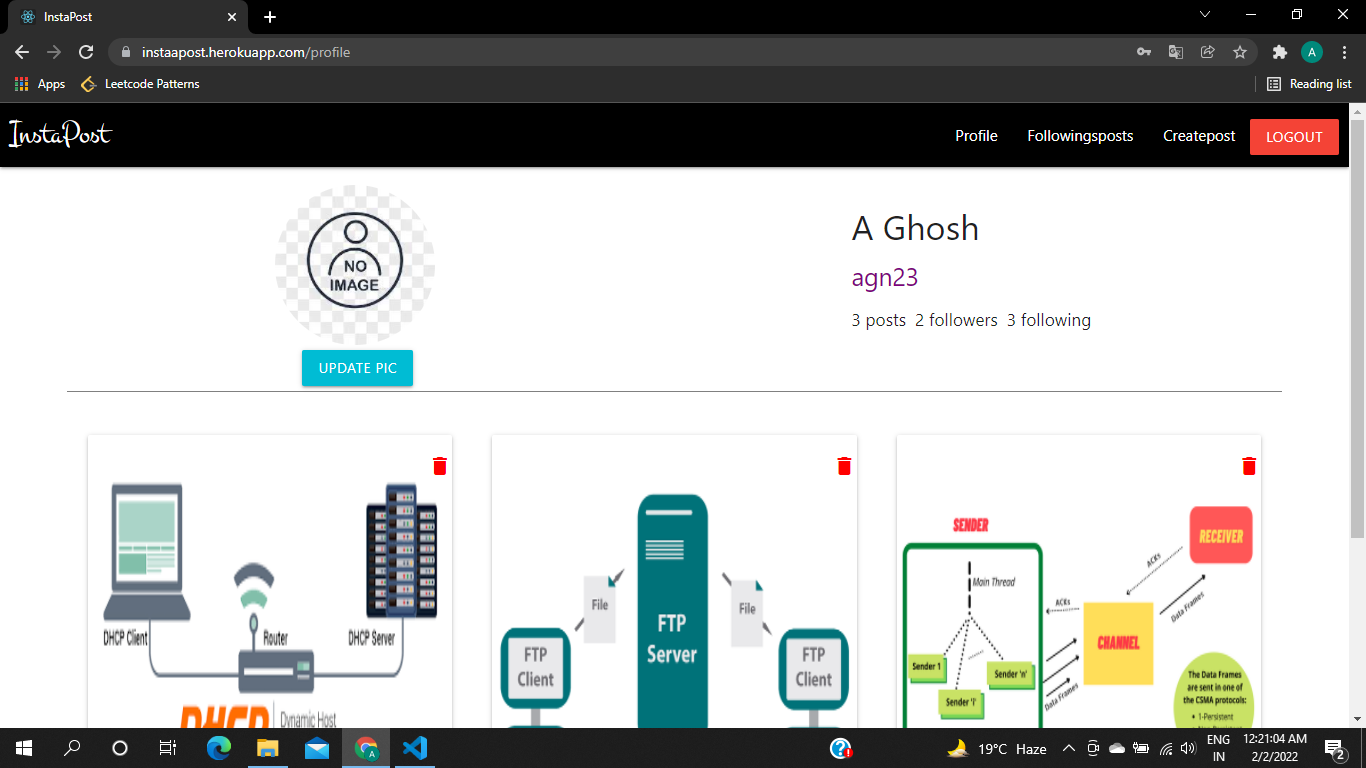 InstaPost
instaapost.herokuapp.com/profile
A
Apps
Leetcode Patterns
Reading list
InstaPost
Profile
Followingsposts
Createpost
LOGOUT
NO
IMAGE
UPDATE PIC
A Ghosh
agn23
3 posts 2 followers 3 following
DHCP Client
Router
DHCP Server
DHCP
Dynamic Host
File
File
FTP
Server
FTP
Client
FTP
Client
SENDER
Main Thread
Sender 1
Sender 'i'
Sender 'n'
ACKs
Data Frames
CHANNEL
ACKs
Data Frames
RECEIVER
The Data Frames
are sent in one of
the CSMA protocols:
• 1-Persistent
A
19°C Haze
ENG
IN
12:21:04 AM
2/2/2022
2